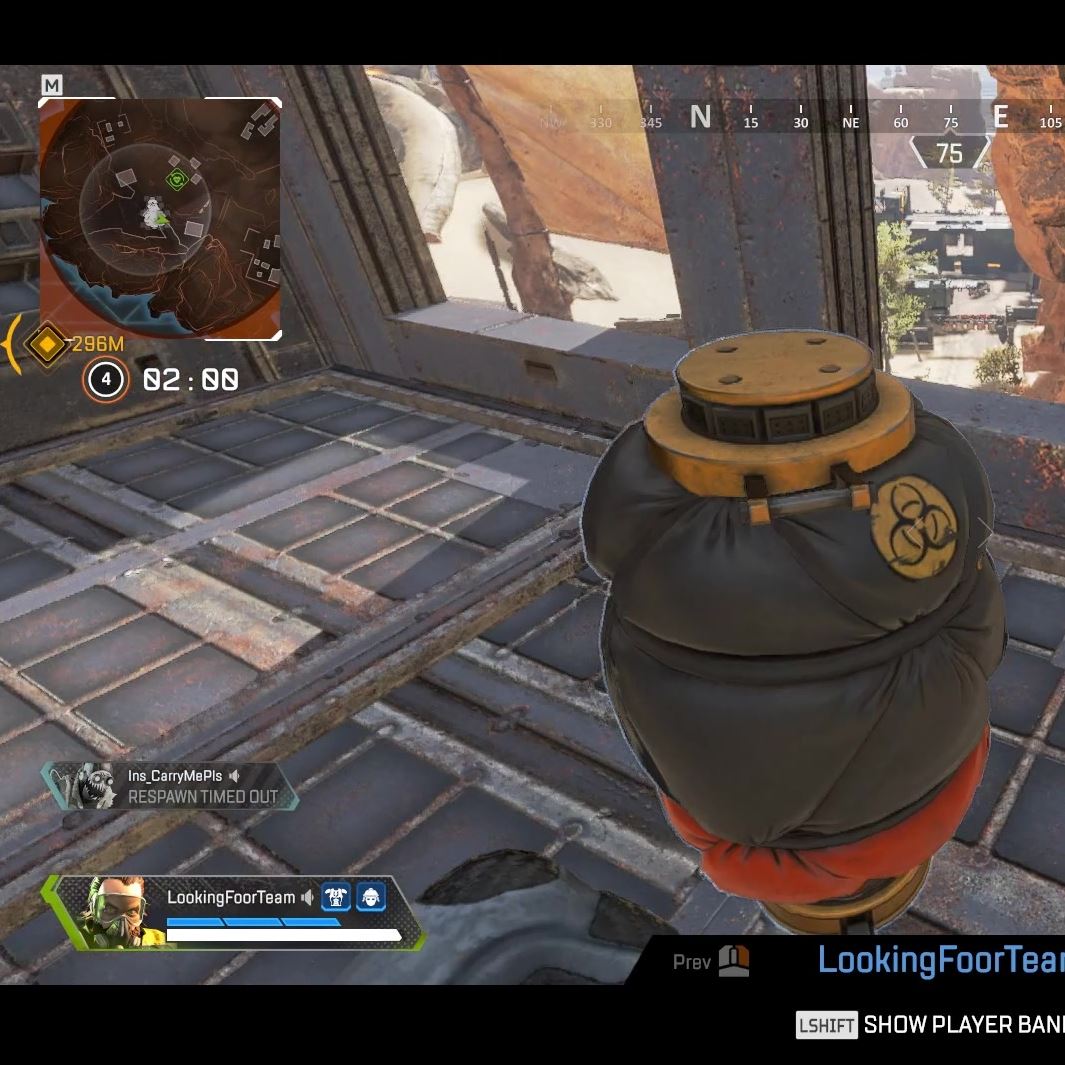 M
NW 330 345 N 15 30 NE 60 75 E 105
75
296M
4 02:00
Ins_CarryMePls
RESPAWN TIMED OUT
LookingFoorTeam
Prev LookingFoorTeam
LSHIFT SHOW PLAYER BAN